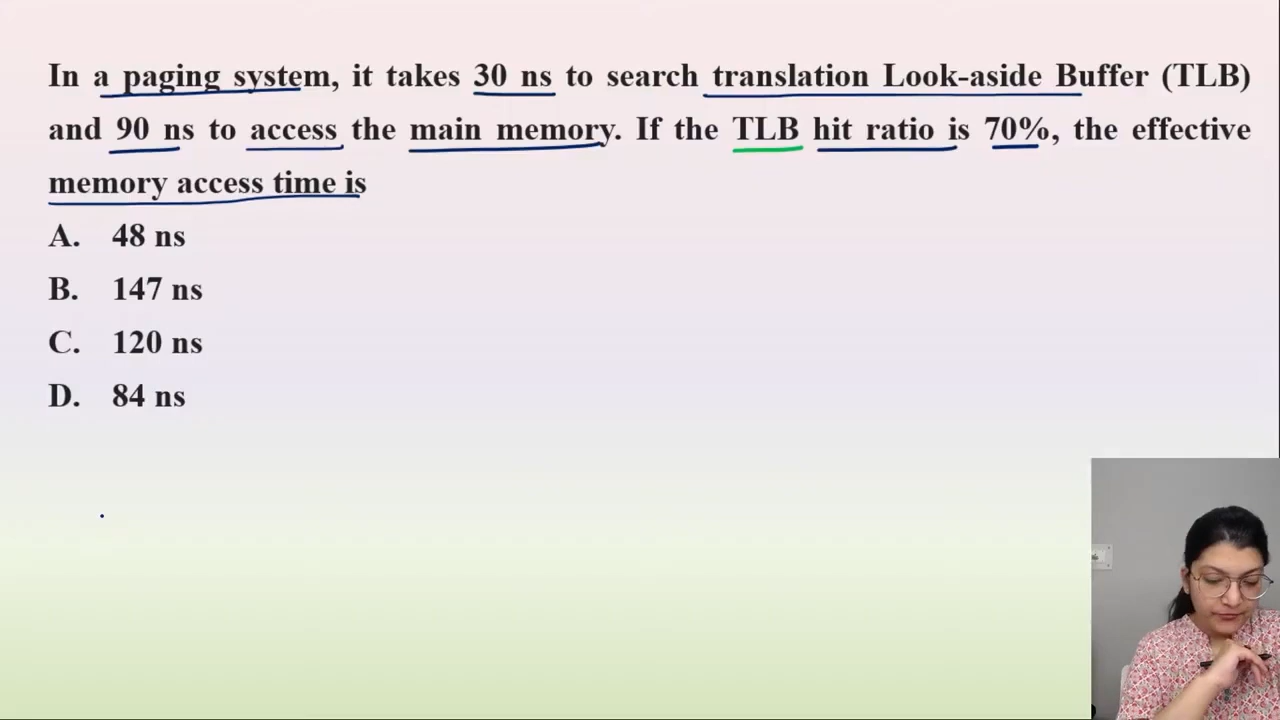 In a paging system, it takes 30 ns to search translation Look-aside Buffer (TLB)
and 90 ns to access the main memory. If the TLB hit ratio is 70%, the effective
memory access time is
A. 48 ns
B. 147 ns
C. 120 ns
D. 84 ns